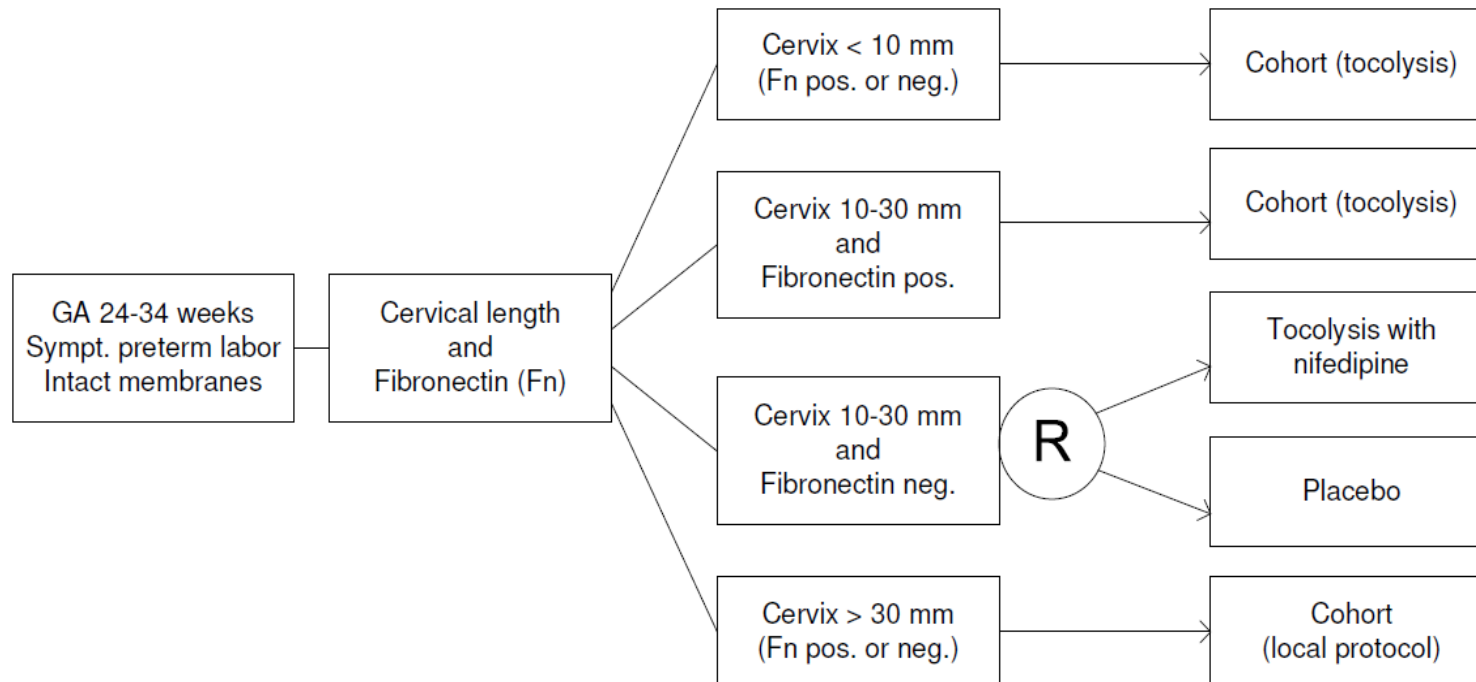 GA 24-34 weeks
Sympt. preterm labor
Intact membranes
Cervical length
and
Fibronectin (Fn)
Cervix < 10 mm
(Fn pos. or neg.)
Cohort (tocolysis)
Cervix 10-30 mm
and
Fibronectin pos.
Cohort (tocolysis)
Cervix 10-30 mm
and
Fibronectin neg.
R
Tocolysis with
nifedipine
Placebo
Cervix > 30 mm
(Fn pos. or neg.)
Cohort
(local protocol)